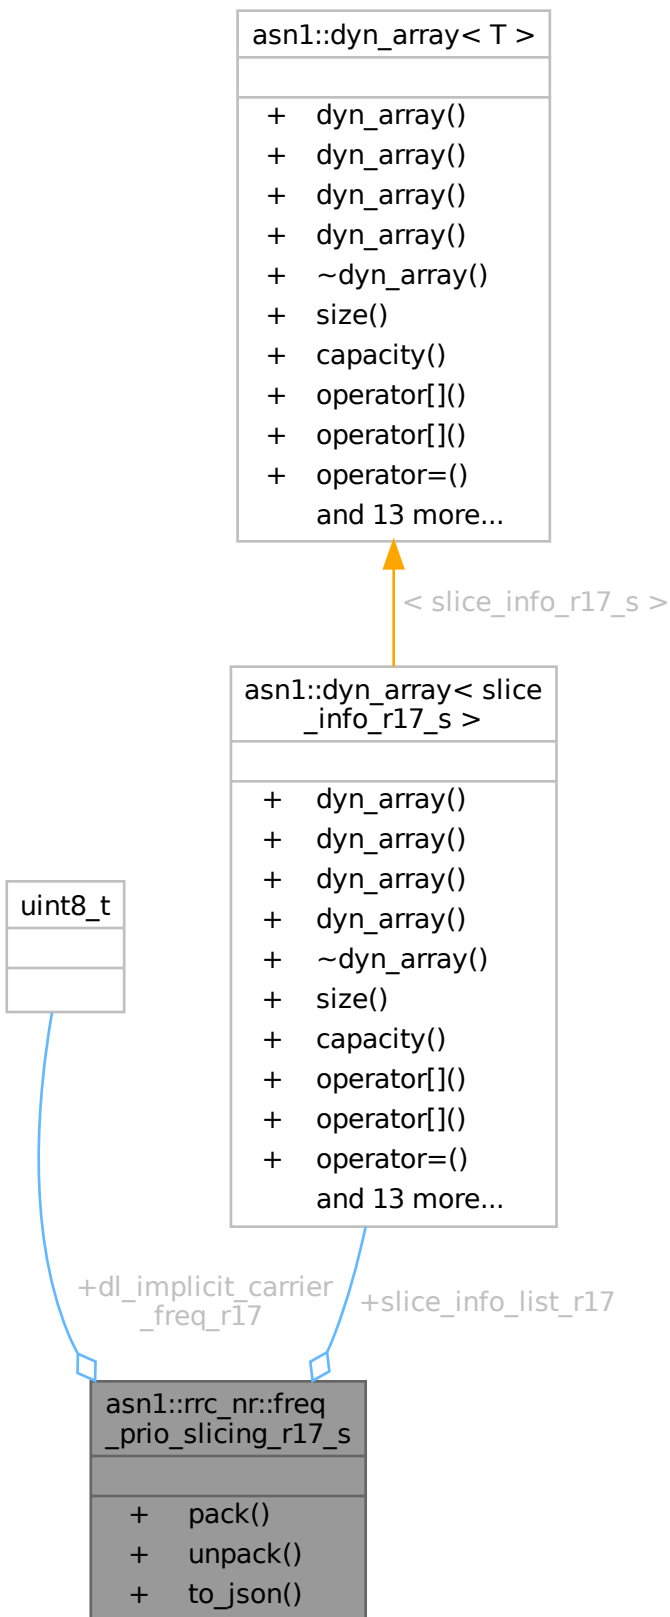 asn1::dyn_array< T >
+ dyn_array()
+ dyn_array()
+ dyn_array()
+ dyn_array()
+ ~dyn_array()
+ size()
+ capacity()
+ operator[]()
+ operator[]()
+ operator=()
and 13 more...
< slice_info_r17_s >
asn1::dyn_array< slice
_info_r17_s >
+ dyn_array()
+ dyn_array()
+ dyn_array()
+ dyn_array()
+ ~dyn_array()
+ size()
+ capacity()
+ operator[]()
+ operator[]()
+ operator=()
and 13 more...
uint8_t
+dl_implicit_carrier
_freq_r17
+slice_info_list_r17
asn1::rrc_nr::freq
_prio_slicing_r17_s
+ pack()
+ unpack()
+ to_json()